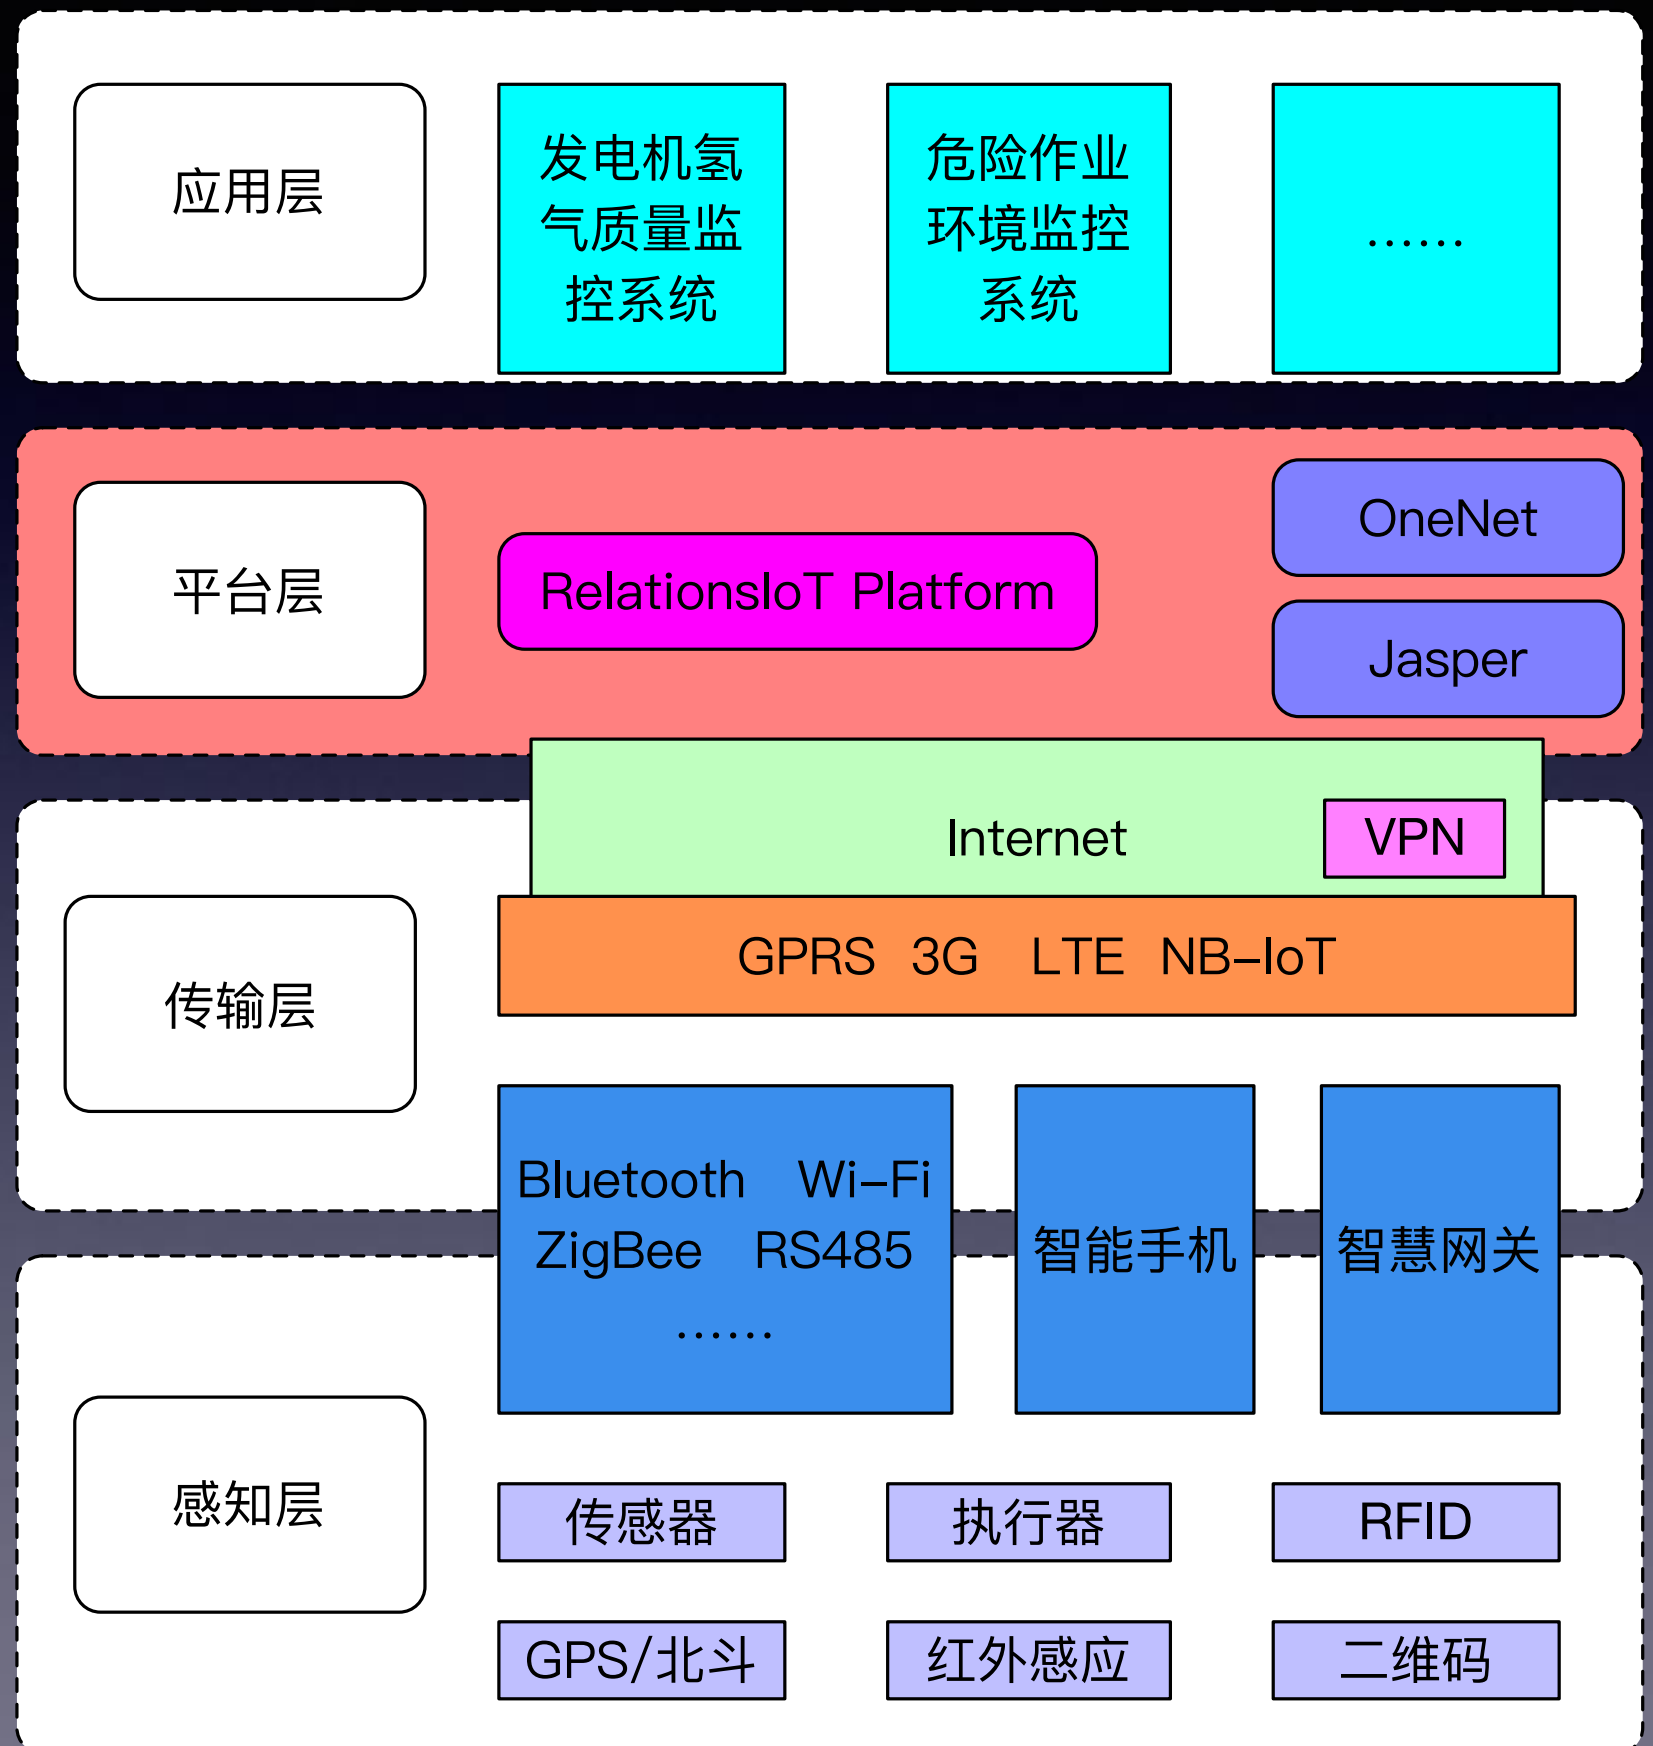 应用层
发电机氢
气质量监
控系统
危险作业
环境监控
系统
……
平台层
RelationsIoT Platform
OneNet
Jasper
Internet
VPN
传输层
GPRS 3G LTE NB-IoT
Bluetooth Wi-Fi
ZigBee RS485
……
智能手机
智慧网关
感知层
传感器
执行器
RFID
GPS/北斗
红外感应
二维码